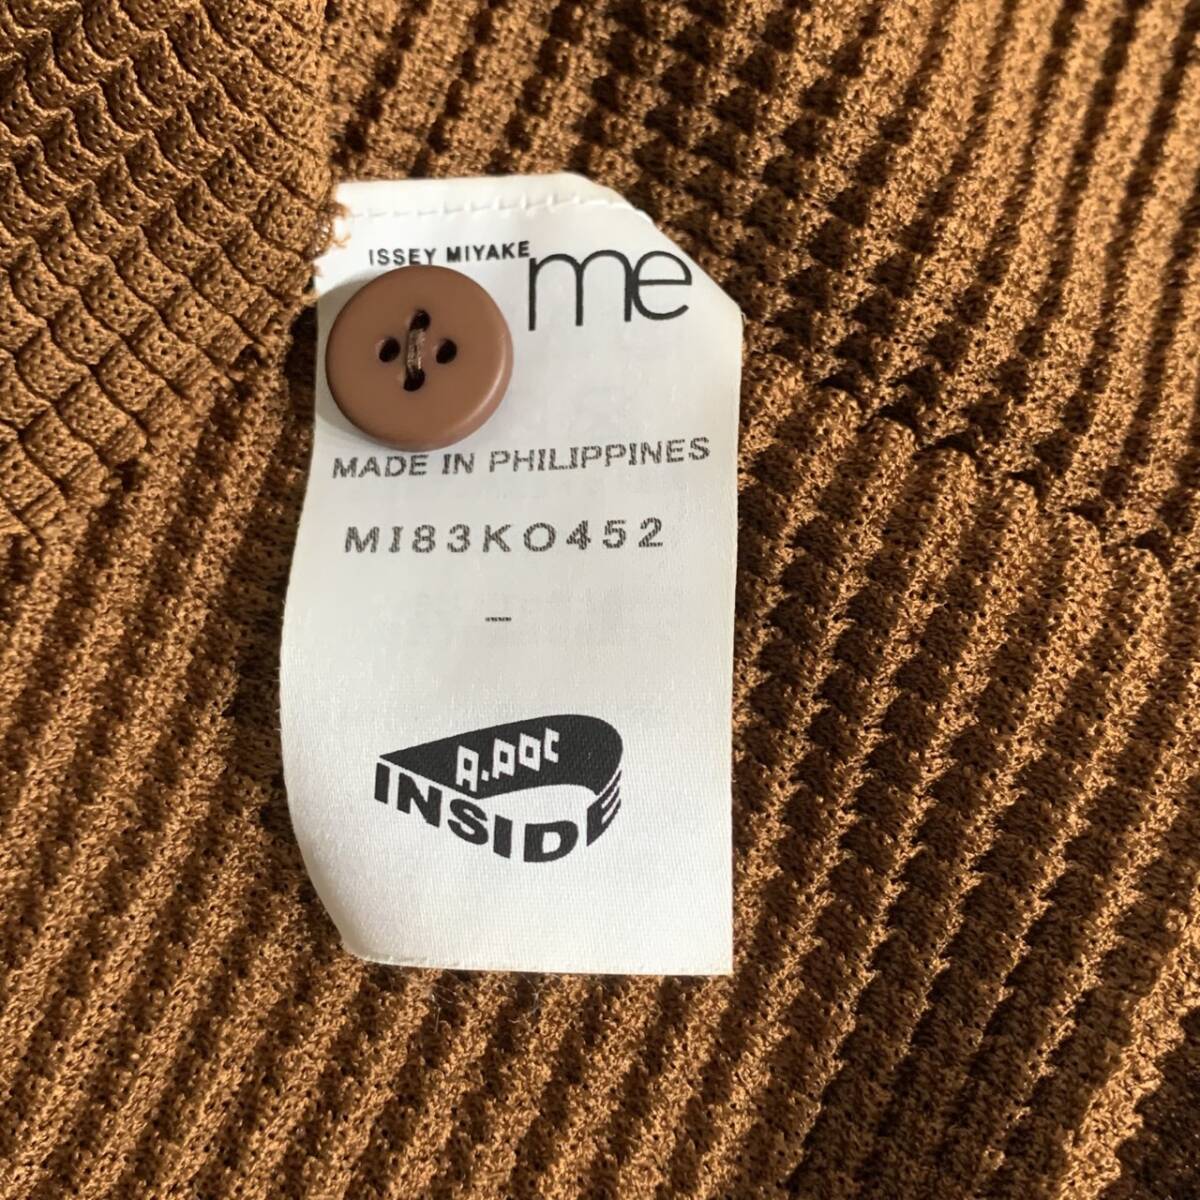 ISSEY MIYAKE me
MADE IN PHILIPPINES
MI83KO452
A.POC
INSIDE